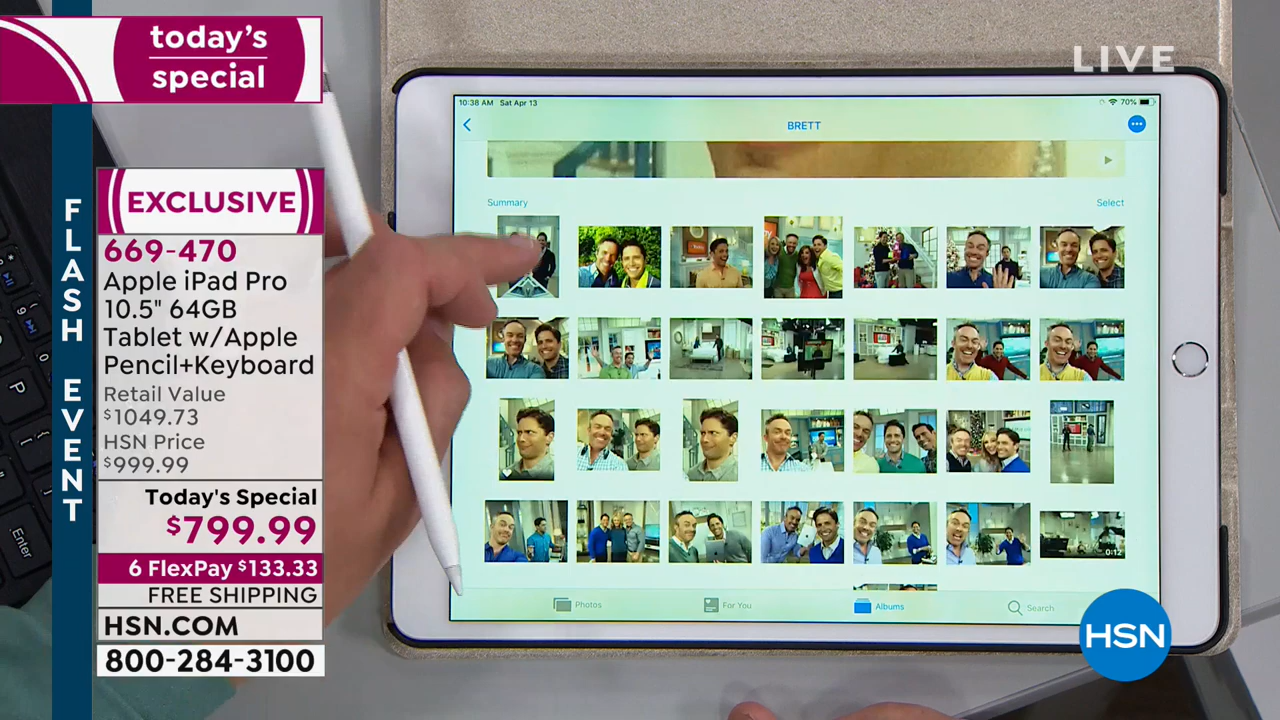 today's
special
LIVE
FLASH EVENT
EXCLUSIVE
669-470
Apple iPad Pro
10.5" 64GB
Tablet w/Apple
Pencil+Keyboard
Retail Value
$1049.73
HSN Price
$999.99
Today's Special
$799.99
6 FlexPay $133.33
FREE SHIPPING
HSN.COM
800-284-3100
10:38 AM Sat Apr 13
70%
BRETT
Summary
Select
0:12
Photos
For You
Albums
Search
HSN
P
Enter